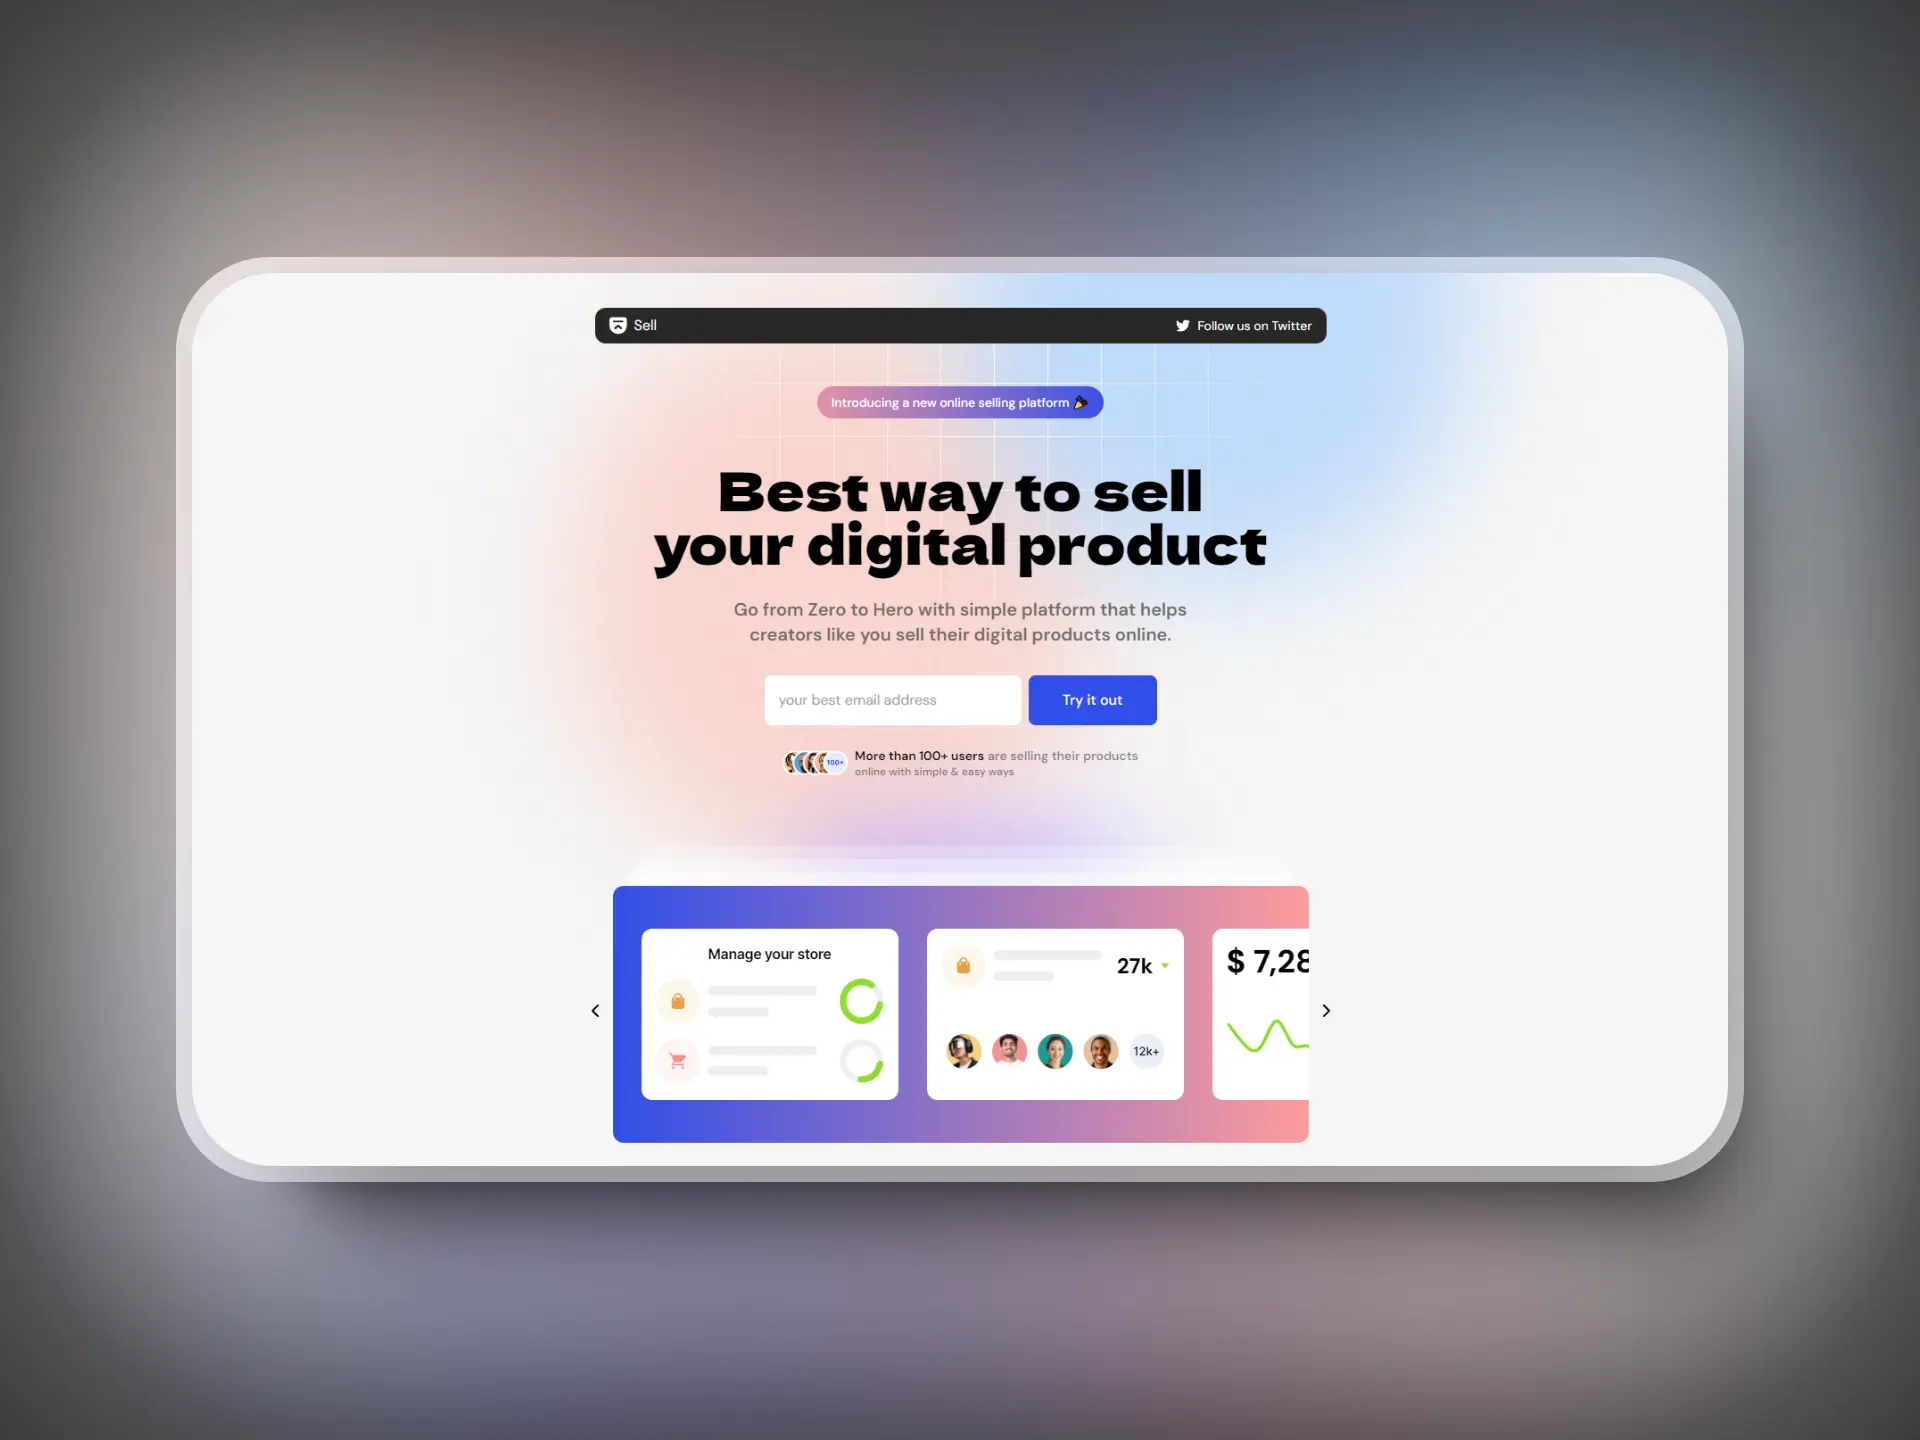 Sell
Follow us on Twitter
Introducing a new online selling platform 🎉
Best way to sell
your digital product
Go from Zero to Hero with simple platform that helps
creators like you sell their digital products online.
your best email address
Try it out
100+
More than 100+ users are selling their products
online with simple & easy ways
Manage your store
27k
12k+
$ 7,28